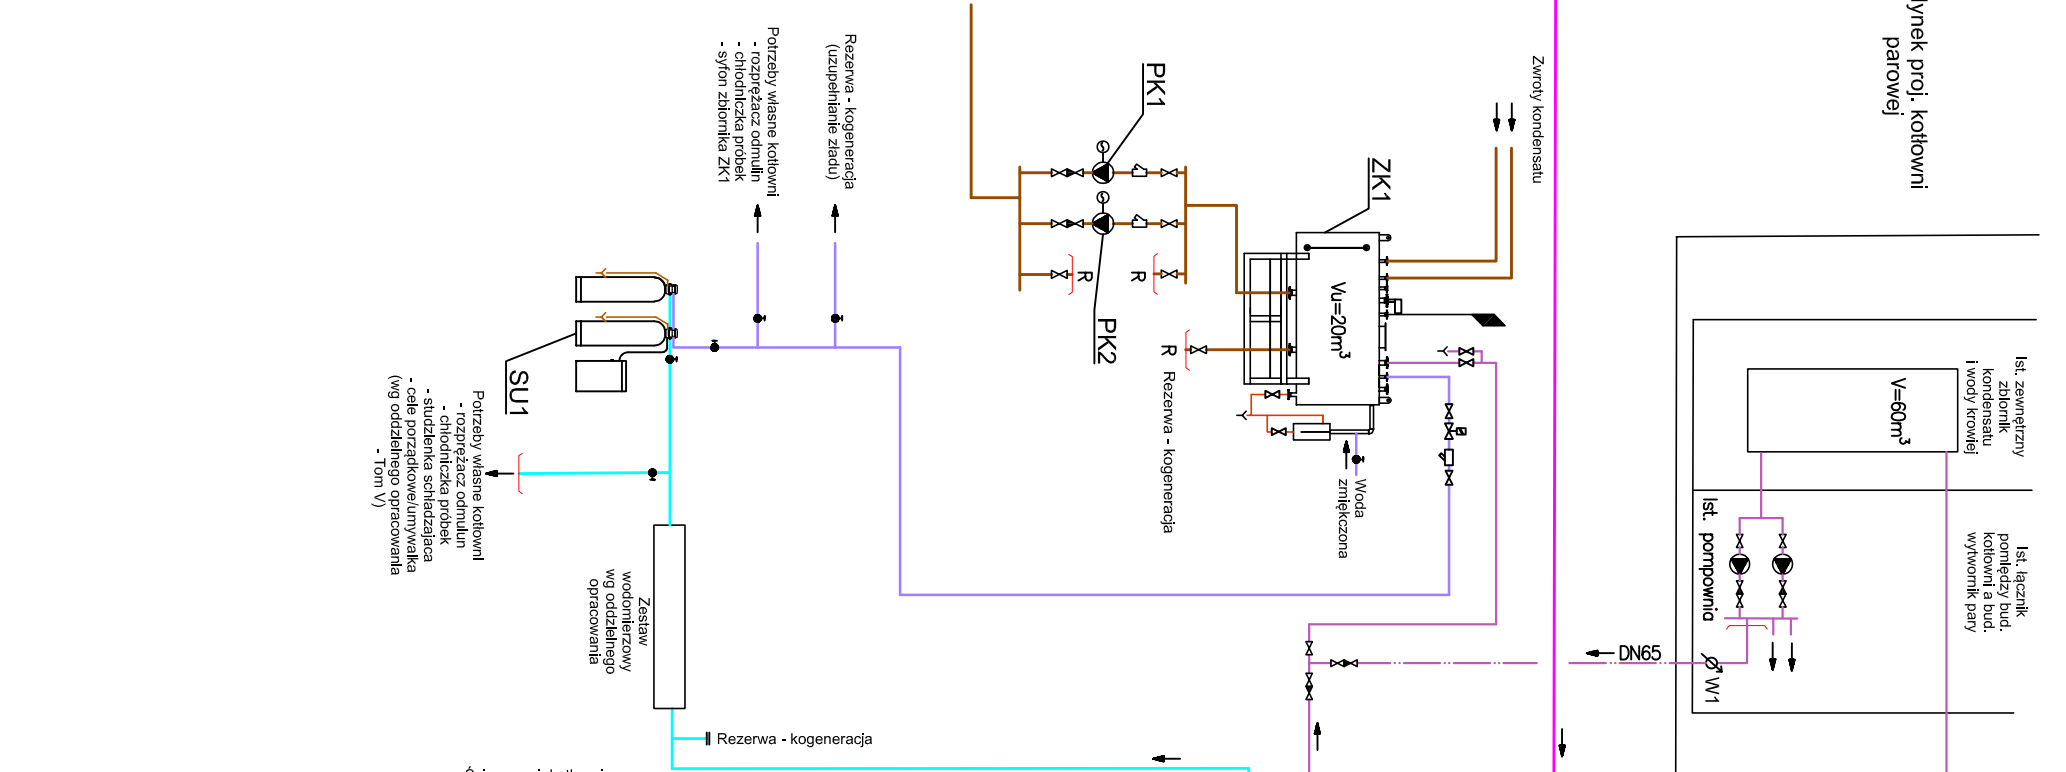 Potrzeby własne kotłowni
- rozprężacz odmulin
- chłodniczka próbek
- syfon zbiornika ZK1
Rezerwa - kogeneracja
(uzupełnianie zładu)
PK1
PK2
R
R
ZK1
Vu=20m³
Zwroty kondensatu
R
Rezerwa - kogeneracja
Woda
zmiękczona
ynek proj. kotłowni
parowej
Ist. zewnętrzny
zbiornik
kondensatu
i wody krowiej
V=60m³
Ist. łącznik
pomiędzy bud.
kotłowni a bud.
wytwornik pary
Ist. pompownia
W1
DN65
SU1
Potrzeby własne kotłowni
- rozprężacz odmulun
- chłodniczka próbek
- studzienka schładzajaca
- cele porządkowe/umywalka
(wg oddzielnego opracowania
- Tom V)
Zestaw
wodomierzowy
wg oddzielnego
opracowania
Rezerwa - kogeneracja